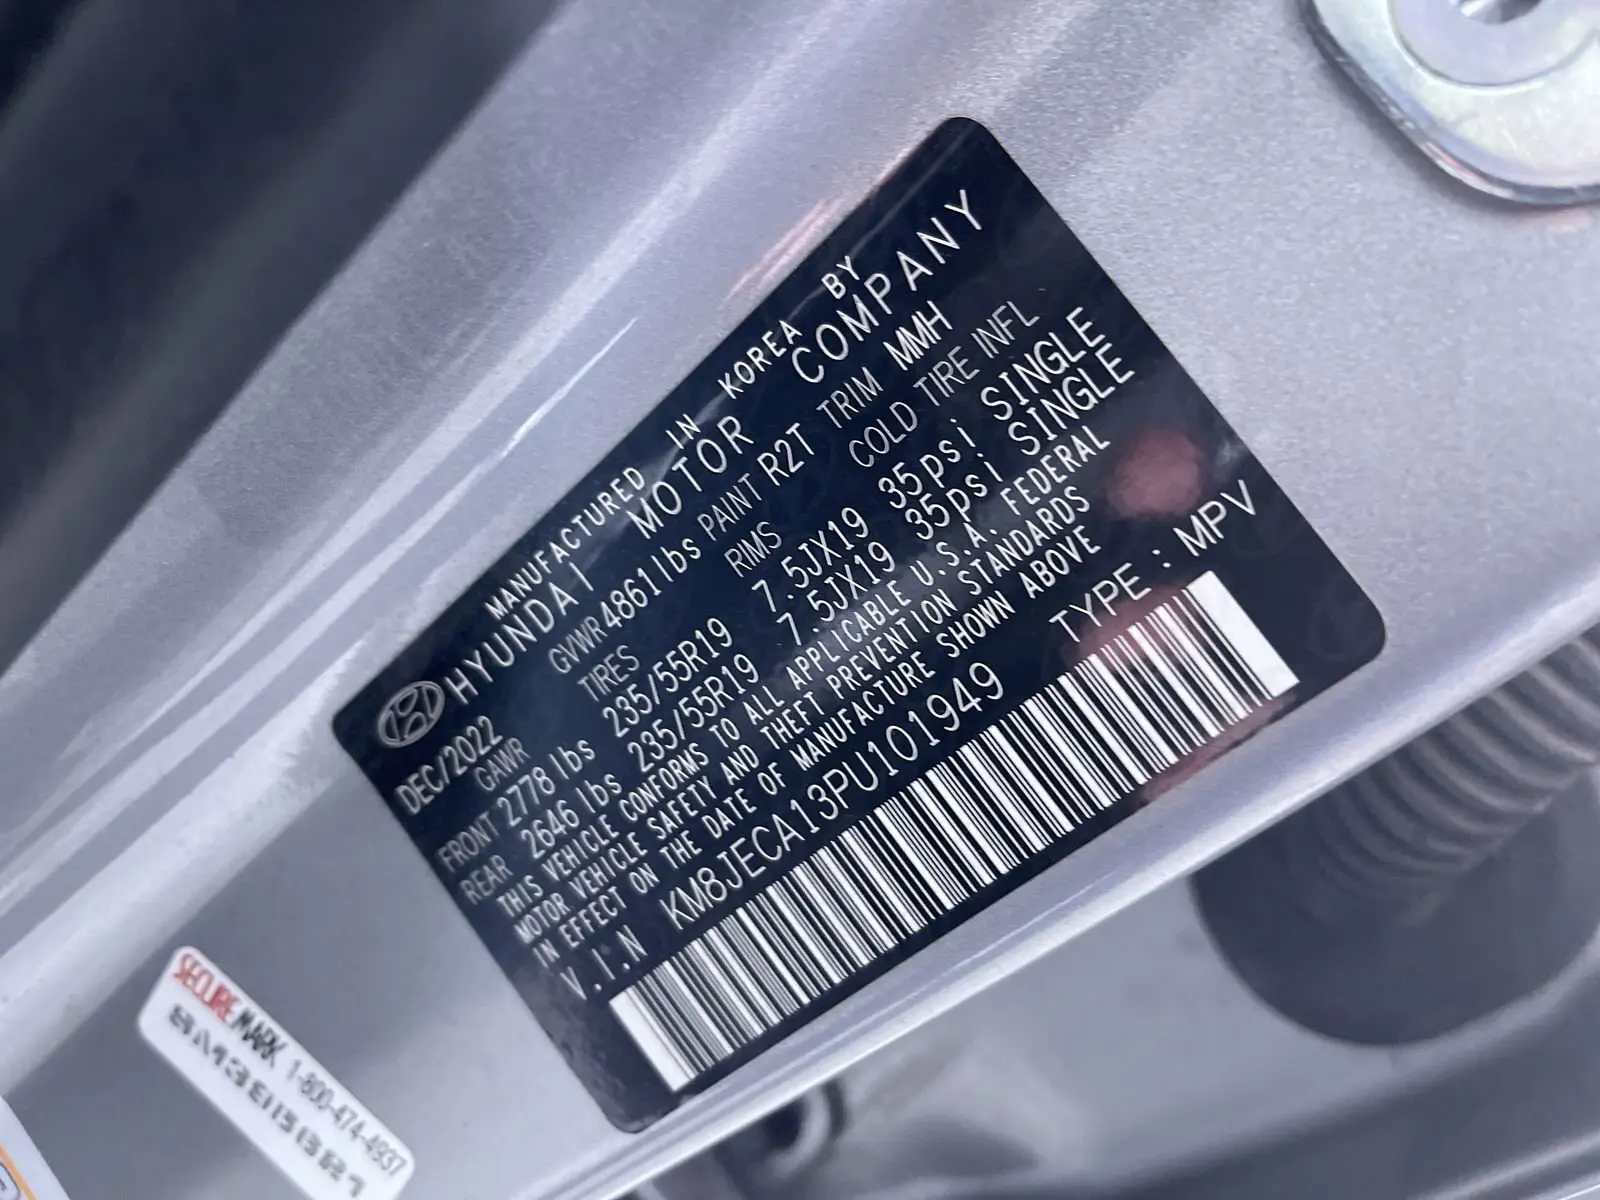 MANUFACTURED IN KOREA BY
HYUNDAI MOTOR COMPANY
DEC/2022 GVWR 4861 lbs PAINT R2T TRIM MMH
GAWR TIRES RIMS COLD TIRE INFL
FRONT 2778 lbs 235/55R19 7.5JX19 35psi SINGLE
REAR 2646 lbs 235/55R19 7.5JX19 35psi SINGLE
THIS VEHICLE CONFORMS TO ALL APPLICABLE U.S.A. FEDERAL
MOTOR VEHICLE SAFETY AND THEFT PREVENTION STANDARDS
IN EFFECT ON THE DATE OF MANUFACTURE SHOWN ABOVE
V.I.N KM8JECA13PU101949 TYPE : MPV
SECUREMARK 1-800-474-4937